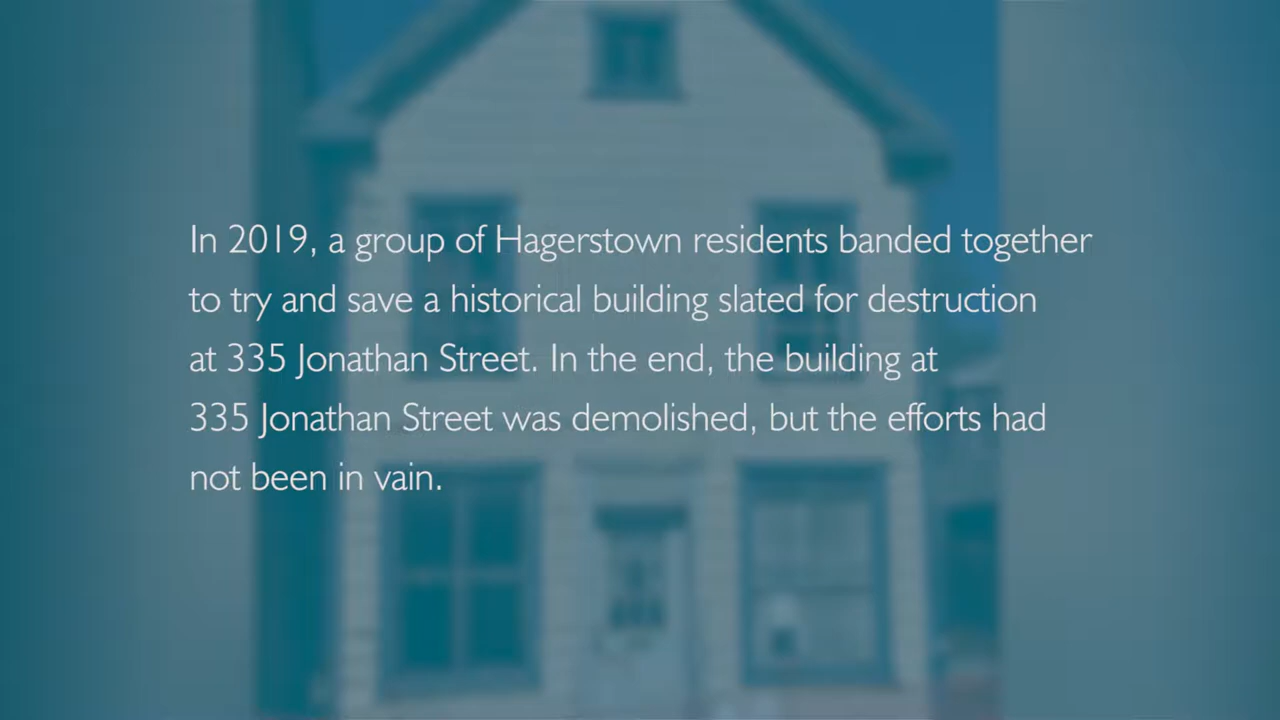 In 2019, a group of Hagerstown residents banded together
to try and save a historical building slated for destruction
at 335 Jonathan Street. In the end, the building at
335 Jonathan Street was demolished, but the efforts had
not been in vain.